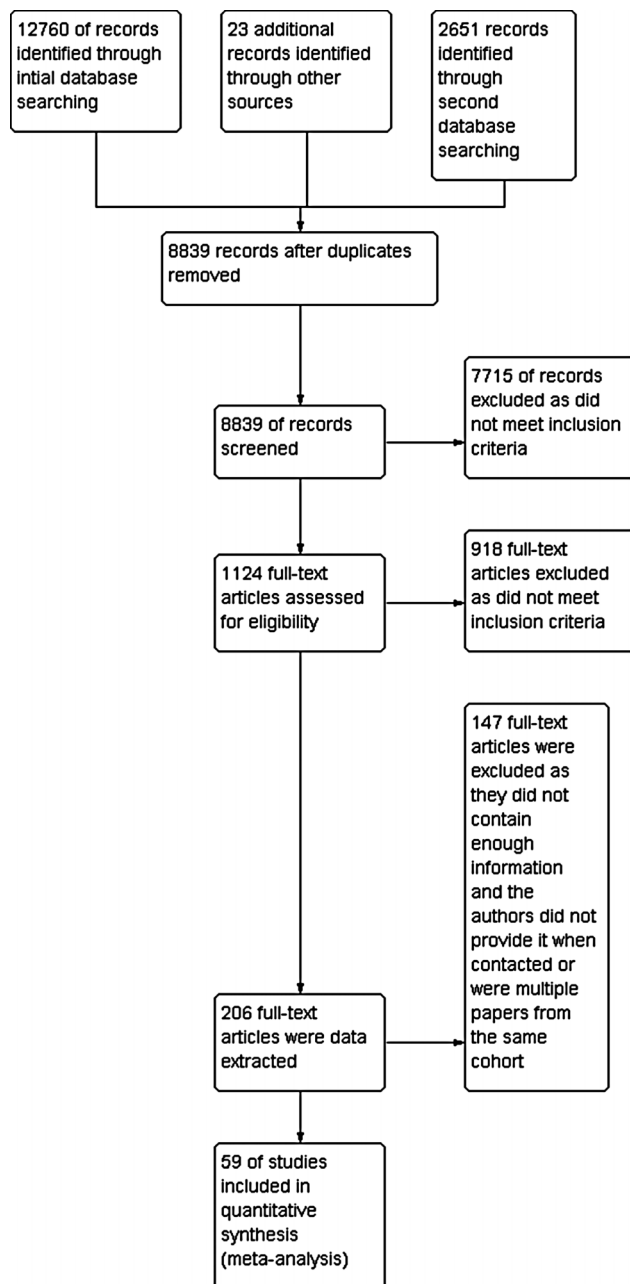 12760 of records
identified through
intial database
searching
23 additional
records identified
through other
sources
2651 records
identified
through
second
database
searching
8839 records after duplicates
removed
8839 of records
screened
7715 of records
excluded as did
not meet inclusion
criteria
1124 full-text
articles assessed
for eligibility
918 full-text
articles excluded
as did not meet
inclusion criteria
147 full-text
articles were
excluded as
they did not
contain
enough
information
and the
authors did not
provide it when
contacted or
were multiple
papers from
the same
cohort
206 full-text
articles were data
extracted
59 of studies
included in
quantitative
synthesis
(meta-analysis)